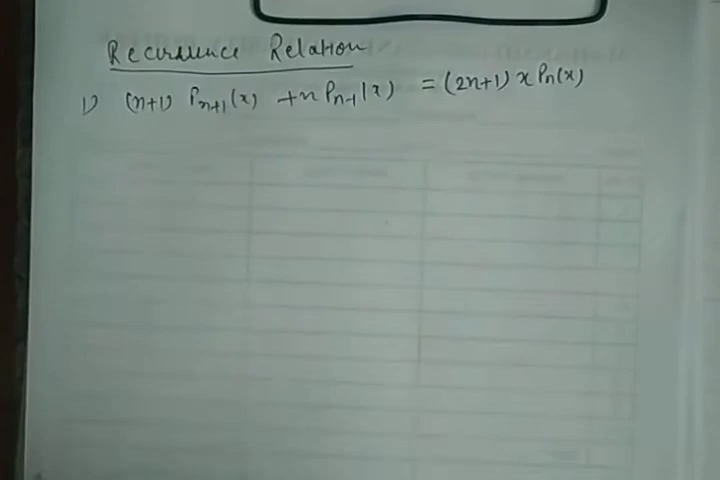 Recurrence Relation
1) (n+1) Pn+1(x) + n Pn-1(x) = (2n+1) x Pn(x)